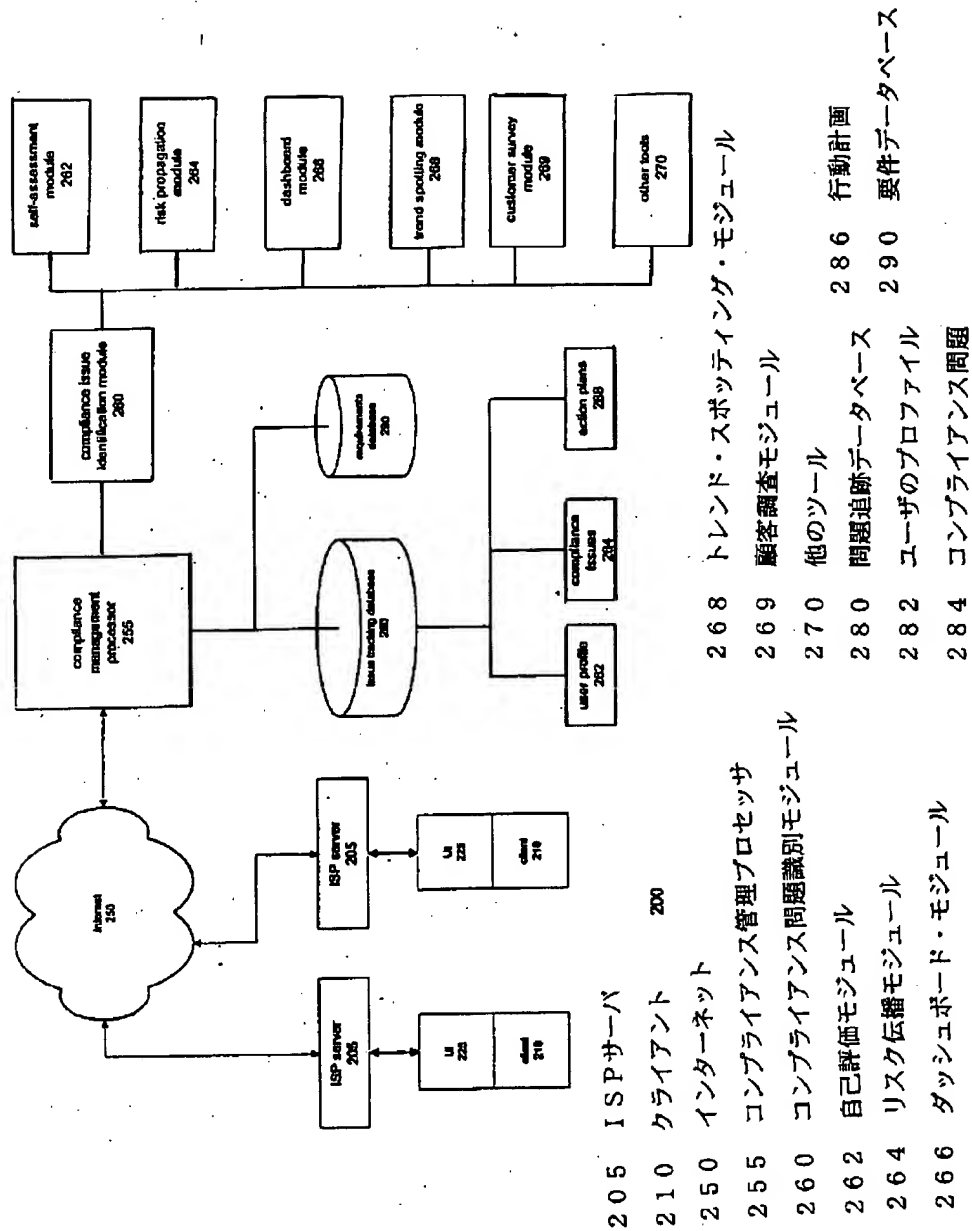 self-assessment
module
262
risk propagation
module
264
dashboard
module
266
trend spotting module
268
customer survey
module
269
other tools
270
compliance issue
identification module
260
compliance
management
processor
255
requirements
database
290
issue tracking database
280
user profile
282
compliance
issues
284
action plans
286
internet
250
ISP server
205
ISP server
205
UI
225
client
210
UI
225
client
210
200
205 ISPサーバ
210 クライアント
250 インターネット
255 コンプライアンス管理プロセッサ
260 コンプライアンス問題識別モジュール
262 自己評価モジュール
264 リスク伝播モジュール
266 ダッシュボード・モジュール
268 トレンド・スポッティング・モジュール
269 顧客調査モジュール
270 他のツール
280 問題追跡データベース
282 ユーザのプロファイル
284 コンプライアンス問題
286 行動計画
290 要件データベース